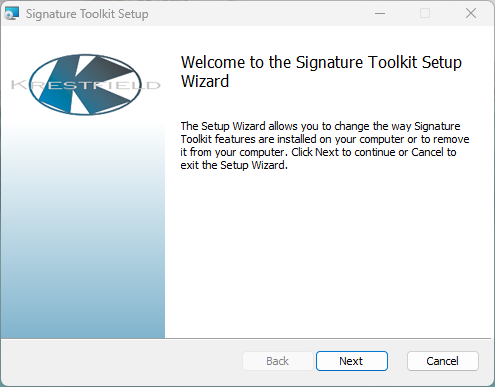 Signature Toolkit Setup
KRESTFIELD
Welcome to the Signature Toolkit Setup
Wizard
The Setup Wizard allows you to change the way Signature
Toolkit features are installed on your computer or to remove
it from your computer. Click Next to continue or Cancel to
exit the Setup Wizard.
Back
Next
Cancel